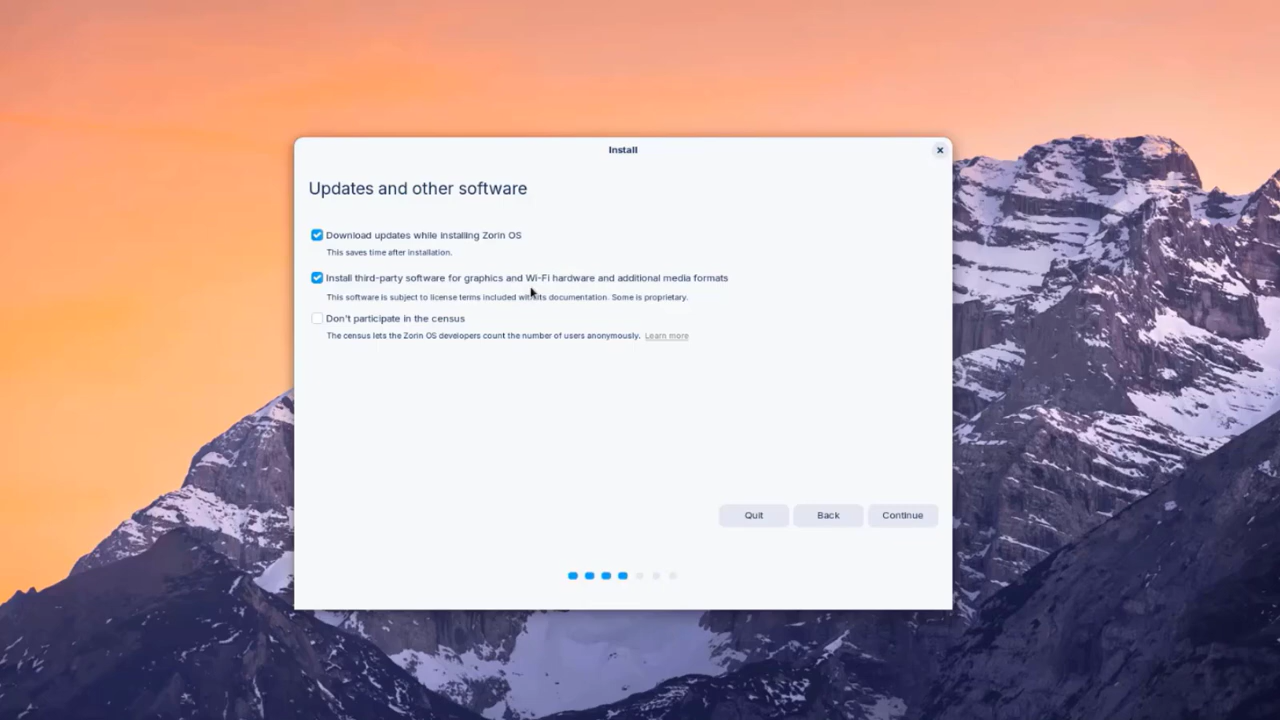 Install
Updates and other software
Download updates while installing Zorin OS
This saves time after installation.
Install third-party software for graphics and Wi-Fi hardware and additional media formats
This software is subject to license terms included with its documentation. Some is proprietary.
Don't participate in the census
The census lets the Zorin OS developers count the number of users anonymously. Learn more
Quit Back Continue